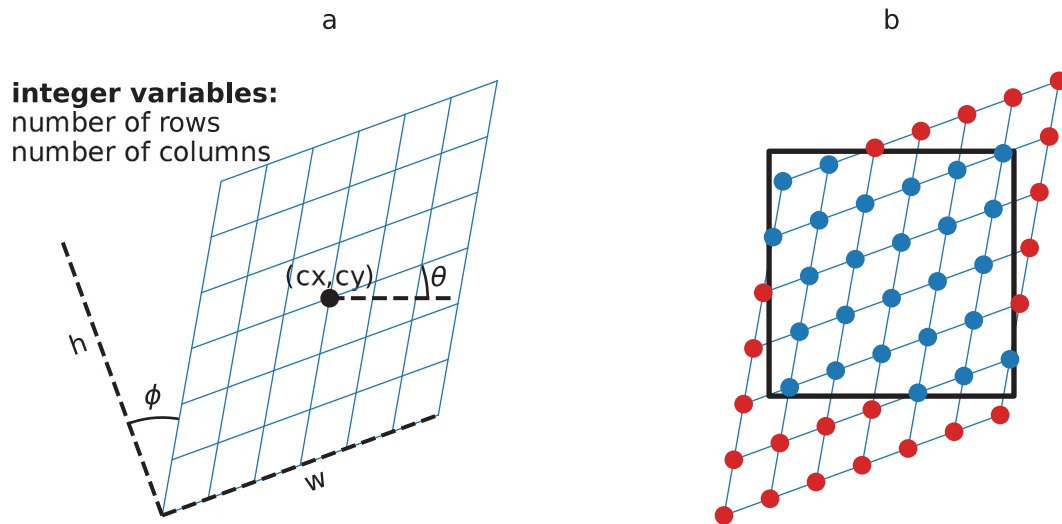 a
b
integer variables:
number of rows
number of columns
(cx,cy)
θ
h
ϕ
w